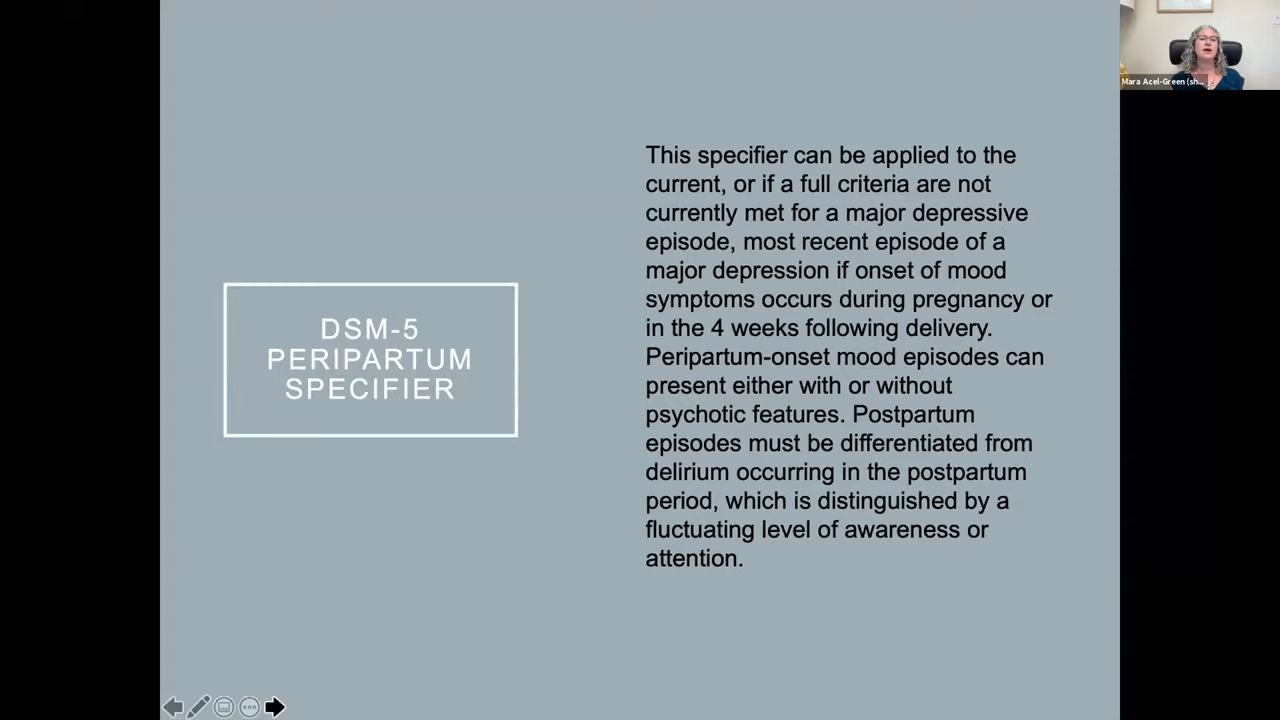 Mara Acel-Green (sh...
This specifier can be applied to the
current, or if a full criteria are not
currently met for a major depressive
episode, most recent episode of a
major depression if onset of mood
symptoms occurs during pregnancy or
in the 4 weeks following delivery.
Peripartum-onset mood episodes can
present either with or without
psychotic features. Postpartum
episodes must be differentiated from
delirium occurring in the postpartum
period, which is distinguished by a
fluctuating level of awareness or
attention.
DSM-5
PERIPARTUM
SPECIFIER